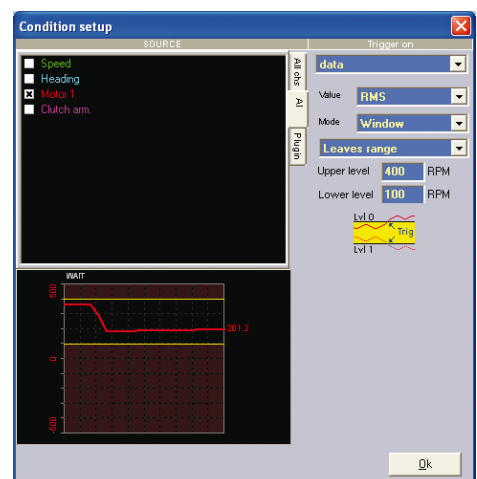 Condition setup
SOURCE
Trigger on
Speed
Heading
Motor 1
Clutch arm.
All chs
AI
Plugin
data
Value RMS
Mode Window
Leaves range
Upper level 400 RPM
Lower level 100 RPM
Lvl 0
Trig
Lvl 1
WAIT
500
201.2
0
-500
Ok